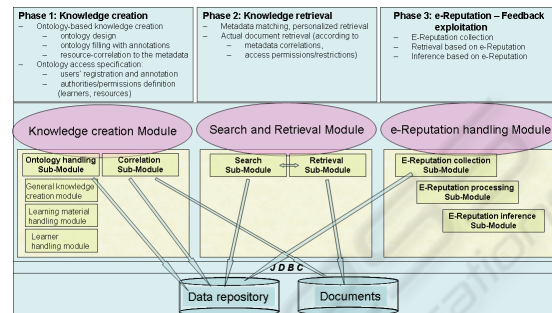 Phase 1: Knowledge creation
– Ontology-based knowledge creation
– ontology design
– ontology filling with annotations
– resource-correlation to the metadata
– Ontology access specification:
– users' registration and annotation
– authorities/permissions definition
(learners, resources)
Phase 2: Knowledge retrieval
– Metadata matching, personalized retrieval
– Actual document retrieval (according to
– metadata correlations,
– access permissions/restrictions)
Phase 3: e-Reputation – Feedback
exploitation
– E-Reputation collection
– Retrieval based on e-Reputation
– Inference based on e-Reputation
Knowledge creation Module
Search and Retrieval Module
e-Reputation handling Module
Ontology handling
Sub-Module
Correlation
Sub-Module
General knowledge
creation module
Learning material
handling module
Learner
handling module
Search
Sub-Module
Retrieval
Sub-Module
E-Reputation collection
Sub-Module
E-Reputation processing
Sub-Module
E-Reputation inference
Sub-Module
JDBC
Data repository
Documents